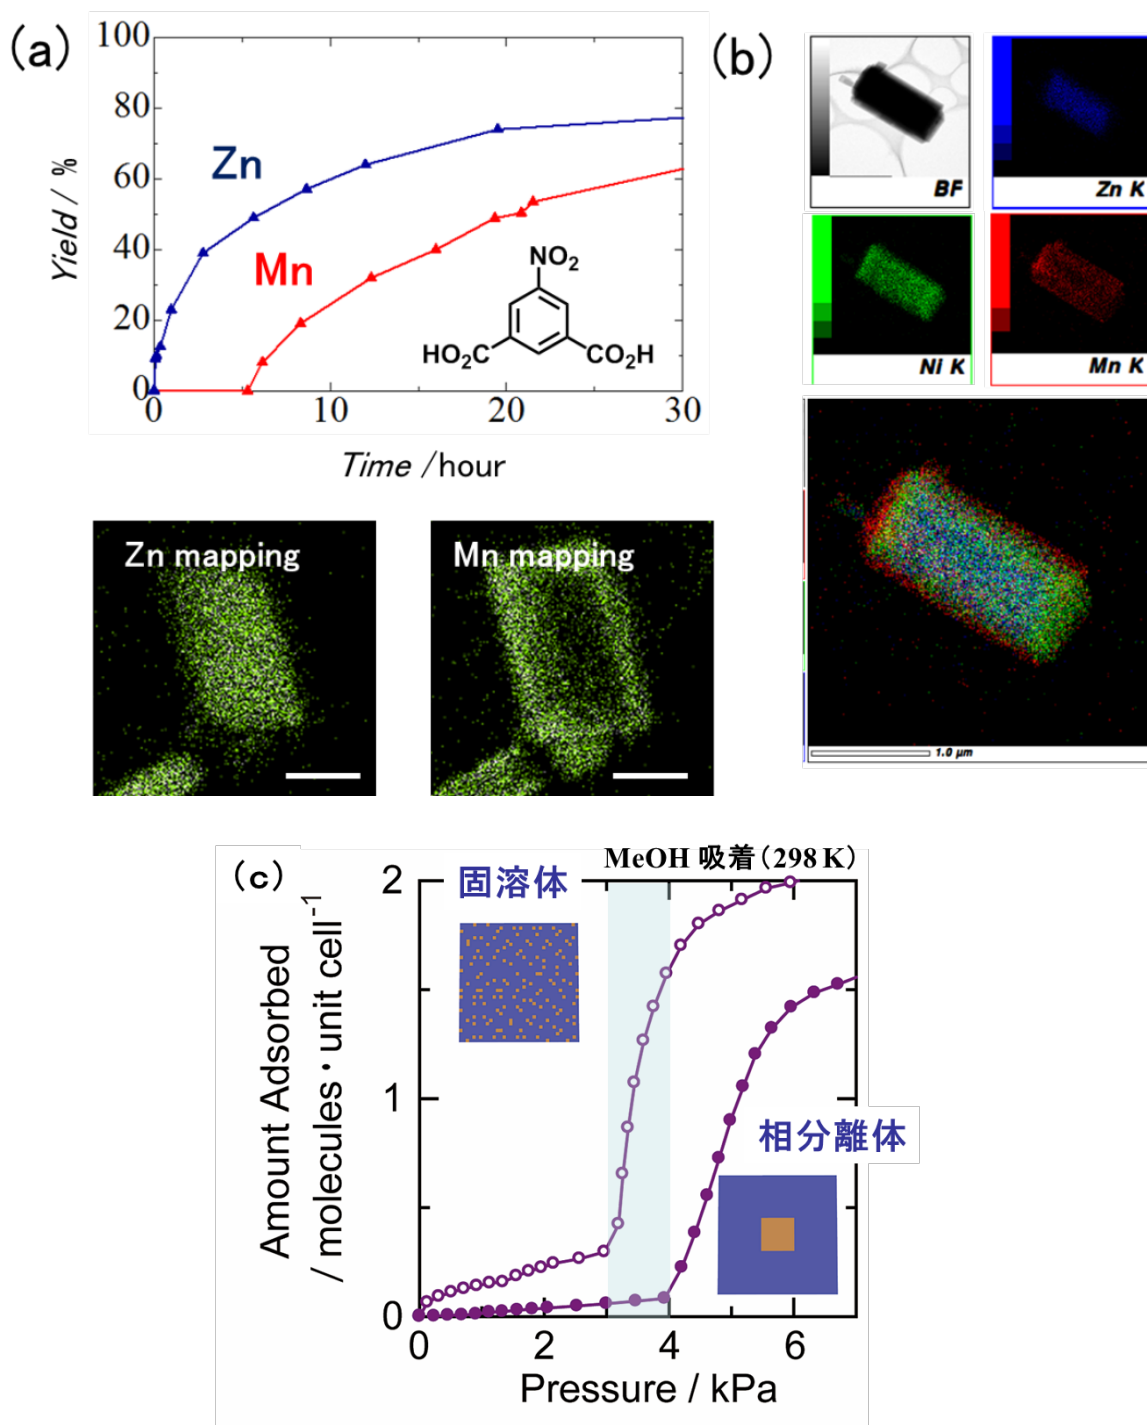 (a)
100
80
60
40
20
0
Yield / %
Zn
Mn
NO2
HO2C
CO2H
0
10
20
30
Time /hour
Zn mapping
Mn mapping
(b)
BF
Zn K
Ni K
Mn K
1.0 μm
(c)
MeOH 吸着(298 K)
固溶体
相分離体
2
1
0
Amount Adsorbed
/ molecules・unit cell⁻¹
0
2
4
6
Pressure / kPa